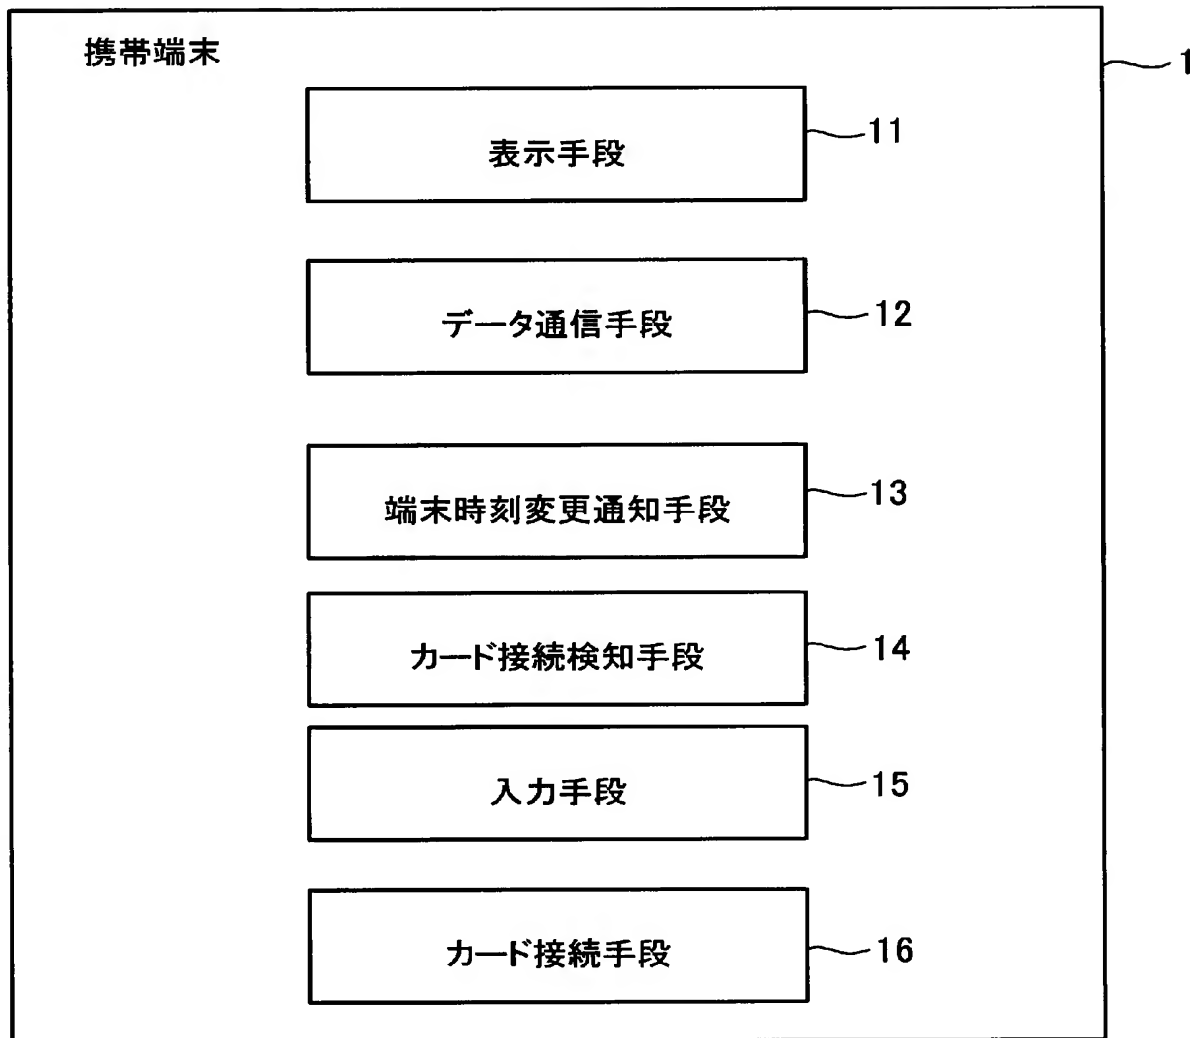 携帯端末
1
表示手段
11
データ通信手段
12
端末時刻変更通知手段
13
カード接続検知手段
14
入力手段
15
カード接続手段
16